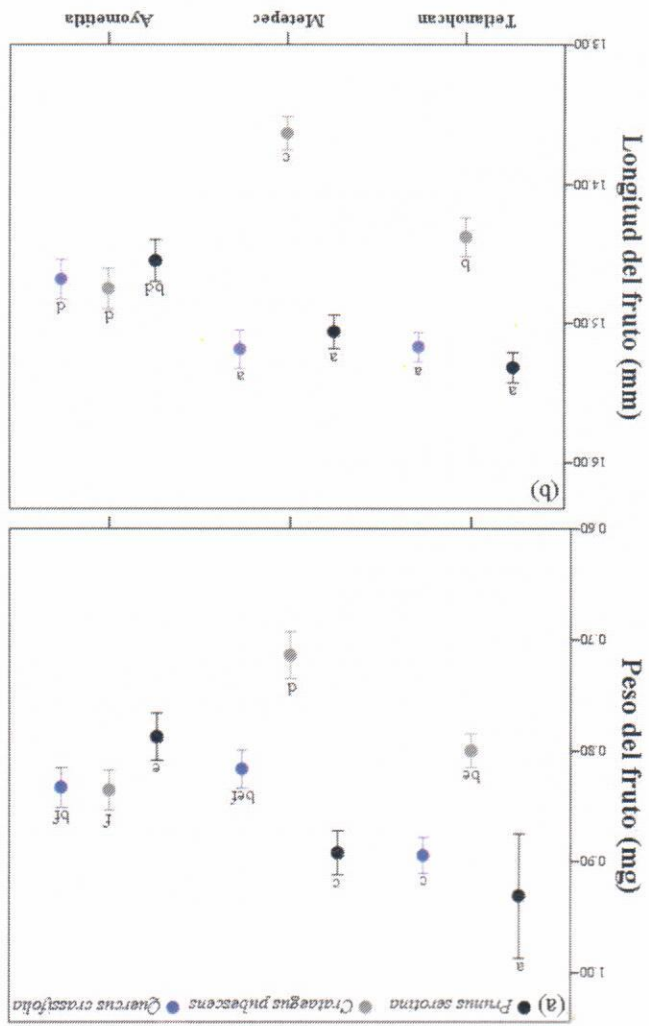 (a) Prunus serotina Crataegus pubescens Quercus crassifolia
Peso del fruto (mg)
1.00
0.90
0.80
0.70
0.60
a be c c d bef e f bf
(b)
Longitud del fruto (mm)
16.00
15.00
14.00
13.00
a b a a c a bd d d
Tetlanohcan Metepec Ayometitla